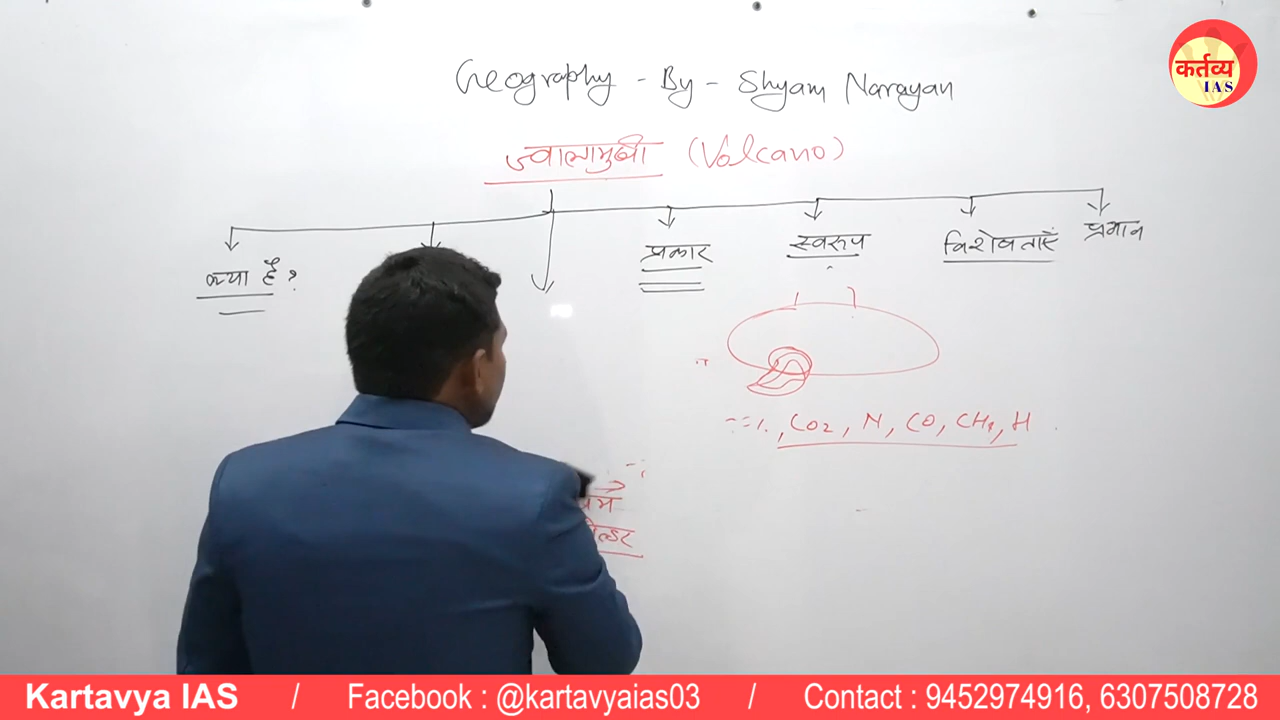 कर्तव्य
IAS
Geography - By - Shyam Narayan
ज्वालामुखी (Volcano)
क्या है ?
प्रकार
स्वरूप
विशेषताएँ
प्रभाव
, CO2, N, CO, CH4, H
Kartavya IAS / Facebook : @kartavyaias03 / Contact : 9452974916, 6307508728